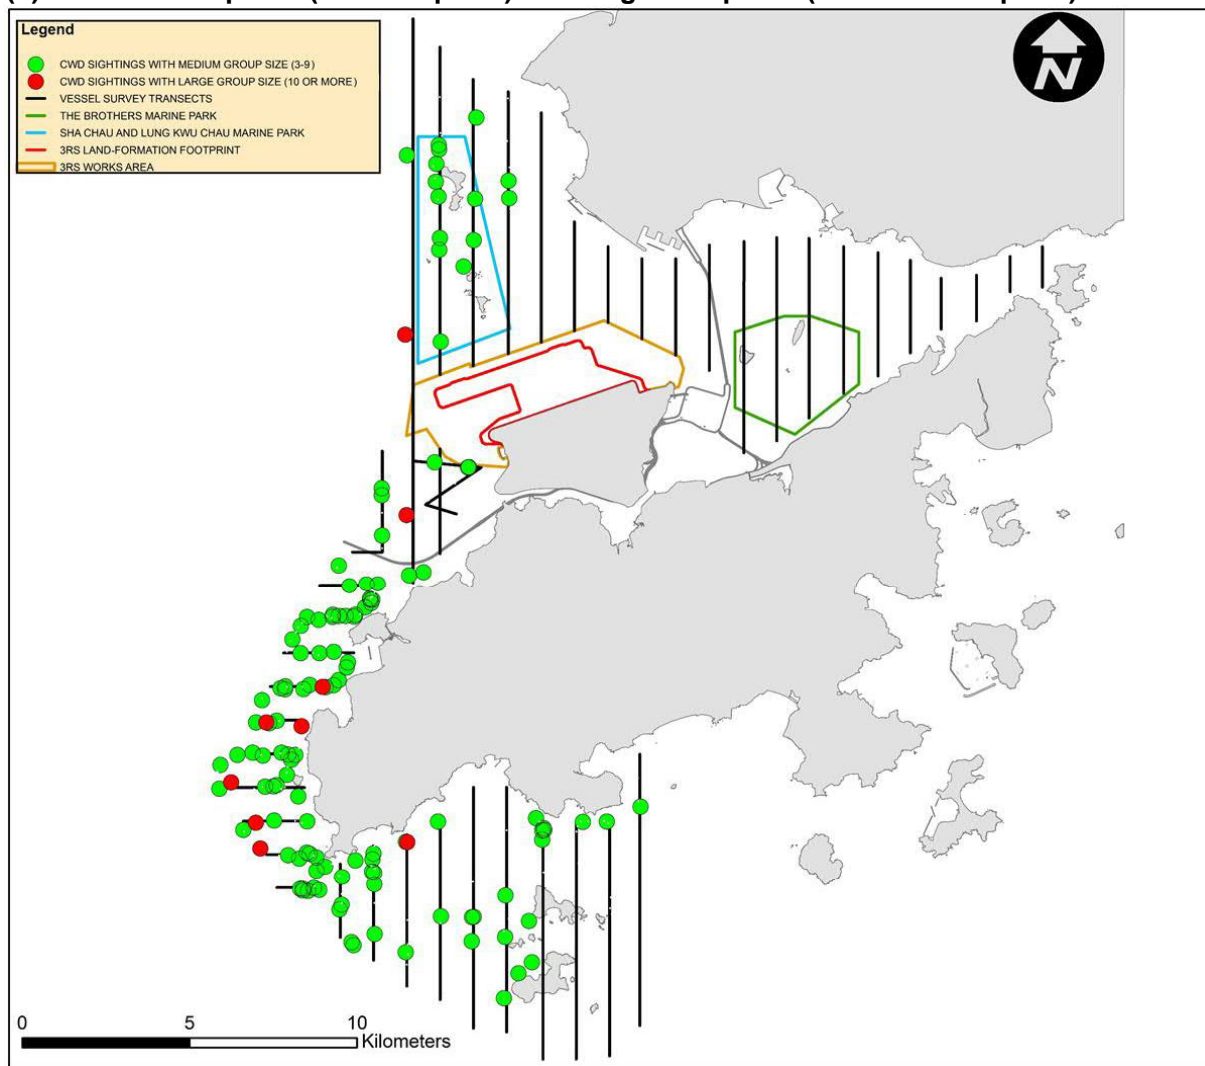 Legend
CWD SIGHTINGS WITH MEDIUM GROUP SIZE (3-9)
CWD SIGHTINGS WITH LARGE GROUP SIZE (10 OR MORE)
VESSEL SURVEY TRANSECTS
THE BROTHERS MARINE PARK
SHA CHAU AND LUNG KWU CHAU MARINE PARK
3RS LAND-FORMATION FOOTPRINT
3RS WORKS AREA
N
0 5 10
Kilometers